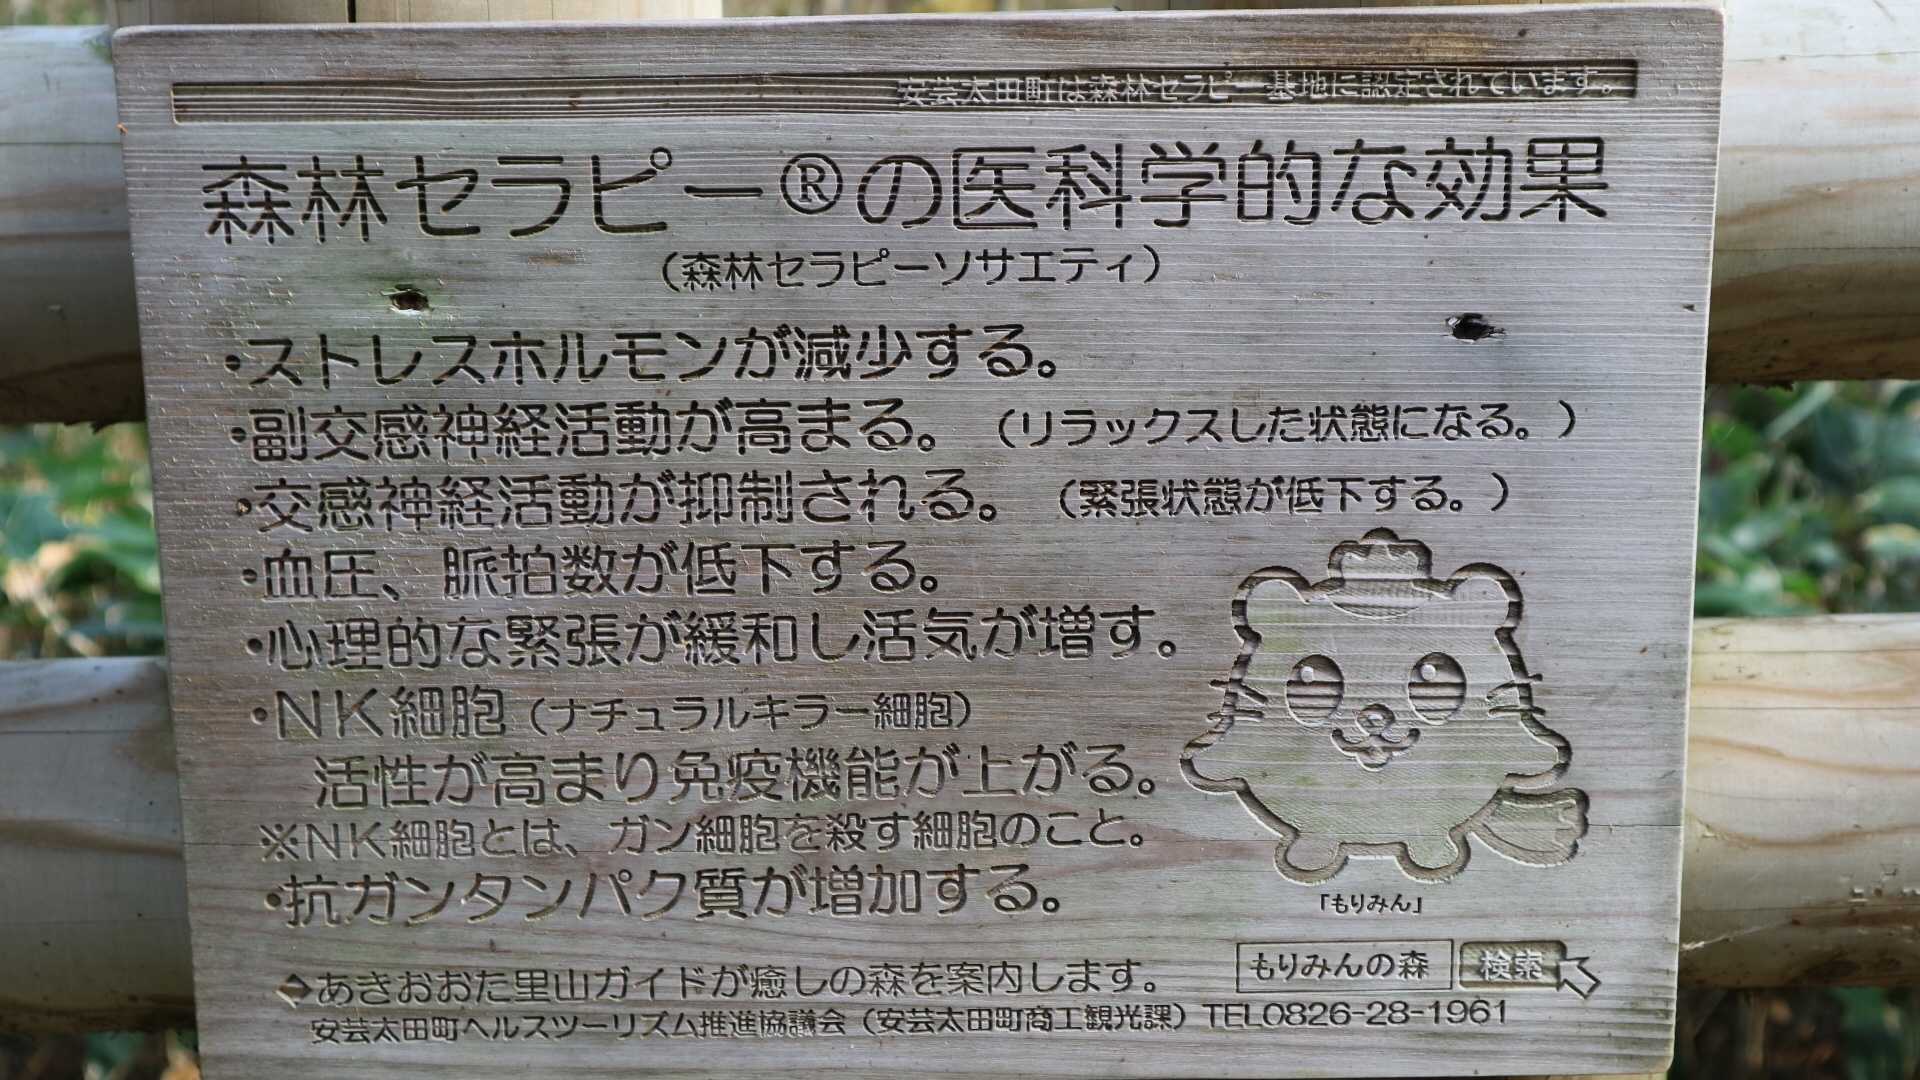 安芸太田町は森林セラピー基地に認定されています。
森林セラピー®の医科学的な効果
（森林セラピーソサエティ）
・ストレスホルモンが減少する。
・副交感神経活動が高まる。（リラックスした状態になる。）
・交感神経活動が抑制される。（緊張状態が低下する。）
・血圧、脈拍数が低下する。
・心理的な緊張が緩和し活気が増す。
・NK細胞（ナチュラルキラー細胞）
活性が高まり免疫機能が上がる。
※NK細胞とは、ガン細胞を殺す細胞のこと。
・抗ガンタンパク質が増加する。
「もりみん」
もりみんの森 検索
◆あきおおた里山ガイドが癒しの森を案内します。
安芸太田町ヘルスツーリズム推進協議会（安芸太田町商工観光課）TEL0826-28-1961